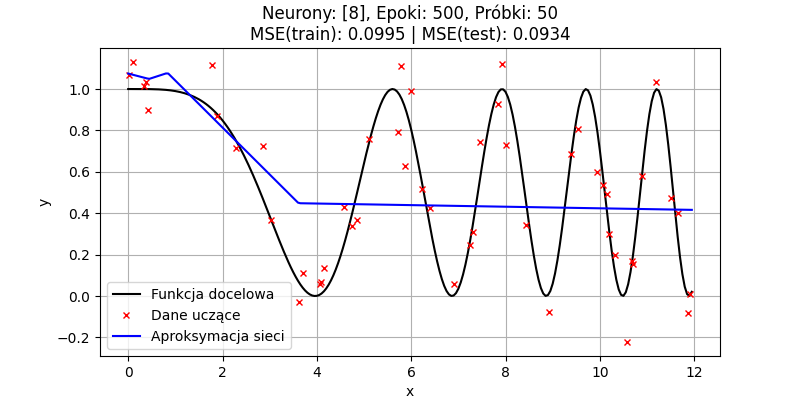 Neurony: [8], Epoki: 500, Próbki: 50
MSE(train): 0.0995 | MSE(test): 0.0934
1.0
0.8
0.6
0.4
0.2
0.0
−0.2
y
Funkcja docelowa
Dane uczące
Aproksymacja sieci
0 2 4 6 8 10 12
x